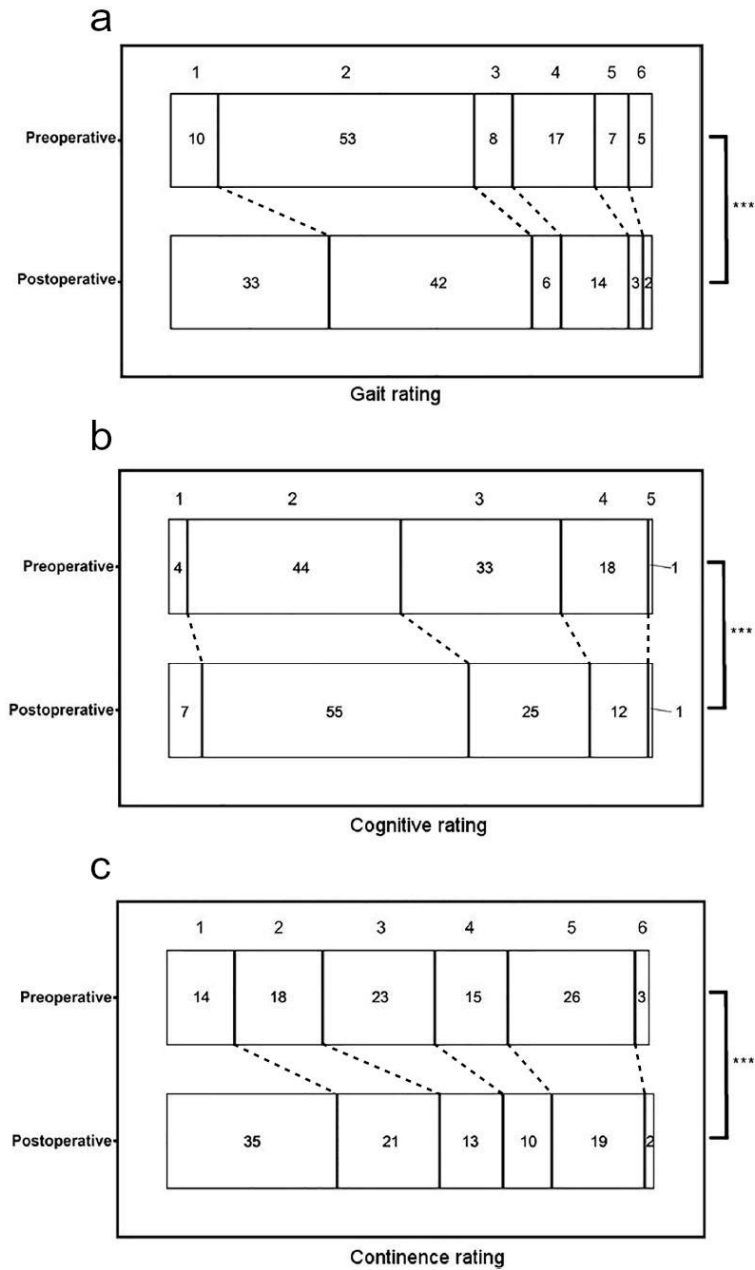 a
1 2 3 4 5 6
Preoperative 10 53 8 17 7 5
***
Postoperative 33 42 6 14 3 2
Gait rating
b
1 2 3 4 5
Preoperative 4 44 33 18 1
***
Postoprerative 7 55 25 12 1
Cognitive rating
c
1 2 3 4 5 6
Preoperative 14 18 23 15 26 3
***
Postoperative 35 21 13 10 19 2
Continence rating